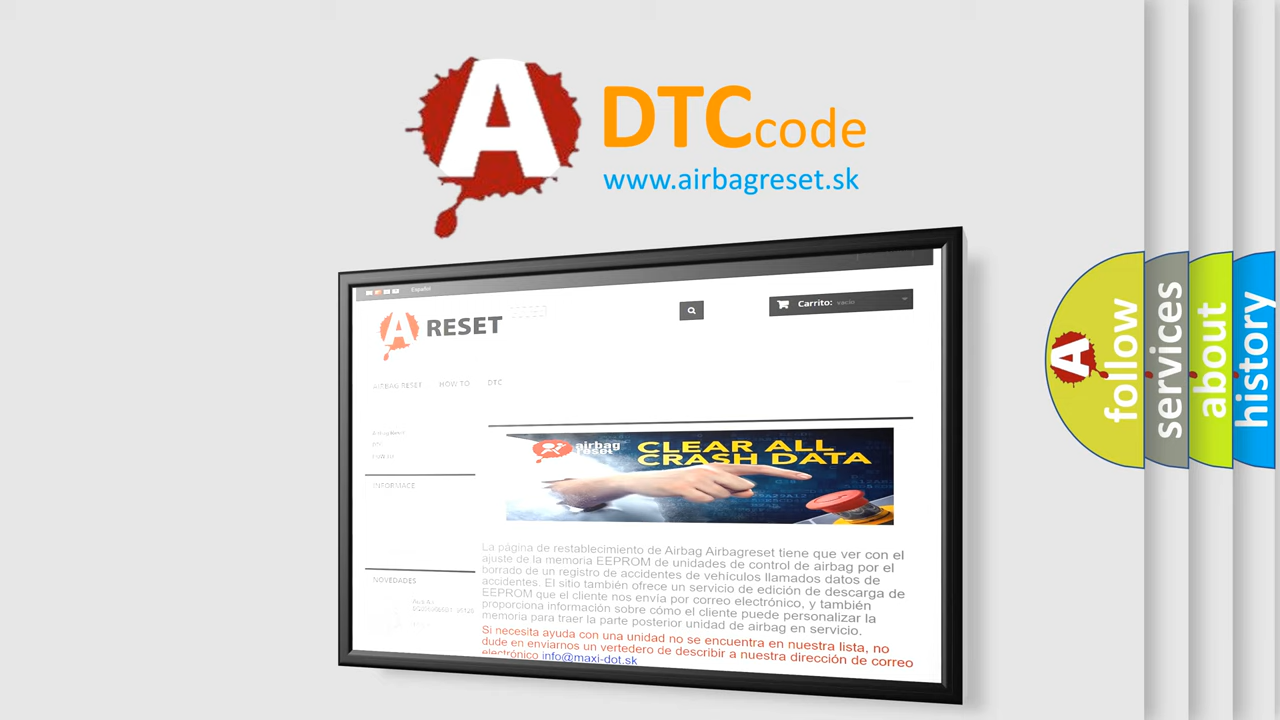 A
DTCcode
www.airbagreset.sk
Español
A RESET
Carrito: vacío
AIRBAG RESET HOW TO DTC
Airbag Reset
INFORMACE
CLEAR ALL
CRASH DATA
airbag
reset
La página de restablecimiento de Airbag Airbagreset tiene que ver con el
ajuste de la memoria EEPROM de unidades de control de airbag por el
borrado de un registro de accidentes de vehículos llamados datos de
accidentes. El sitio también ofrece un servicio de edición de descarga de
EEPROM que el cliente nos envía por correo electrónico, y también
proporciona información sobre cómo el cliente puede personalizar la
memoria para traer la parte posterior unidad de airbag en servicio.
Si necesita ayuda con una unidad no se encuentra en nuestra lista, no
dude en enviarnos un vertedero de describir a nuestra dirección de correo
electrónico info@maxi-dot.sk
NOVEDADES
A
follow
services
about
history